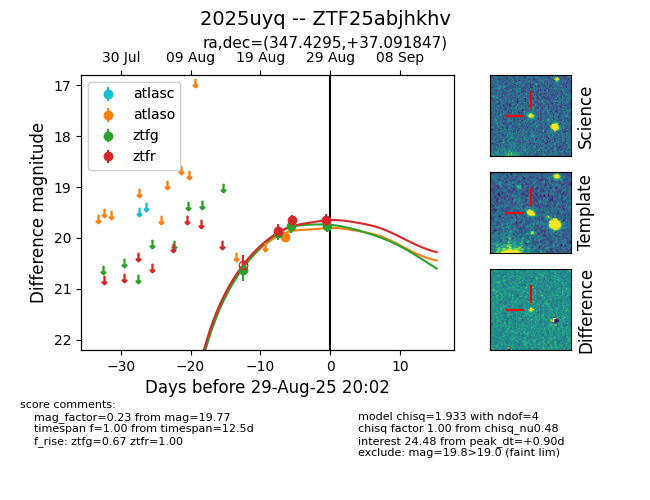 2025uyq -- ZTF25abjhkhv
ra,dec=(347.4295,+37.091847)
30 Jul 09 Aug 19 Aug 29 Aug 08 Sep
17
18
19
20
21
22
Difference magnitude
atlasc
atlaso
ztfg
ztfr
−30 −20 −10 0 10
Days before 29-Aug-25 20:02
Science
Template
Difference
score comments:
mag_factor=0.23 from mag=19.77
timespan f=1.00 from timespan=12.5d
f_rise: ztfg=0.67 ztfr=1.00
model chisq=1.933 with ndof=4
chisq factor 1.00 from chisq_nu0.48
interest 24.48 from peak_dt=+0.90d
exclude: mag=19.8>19.0 (faint lim)